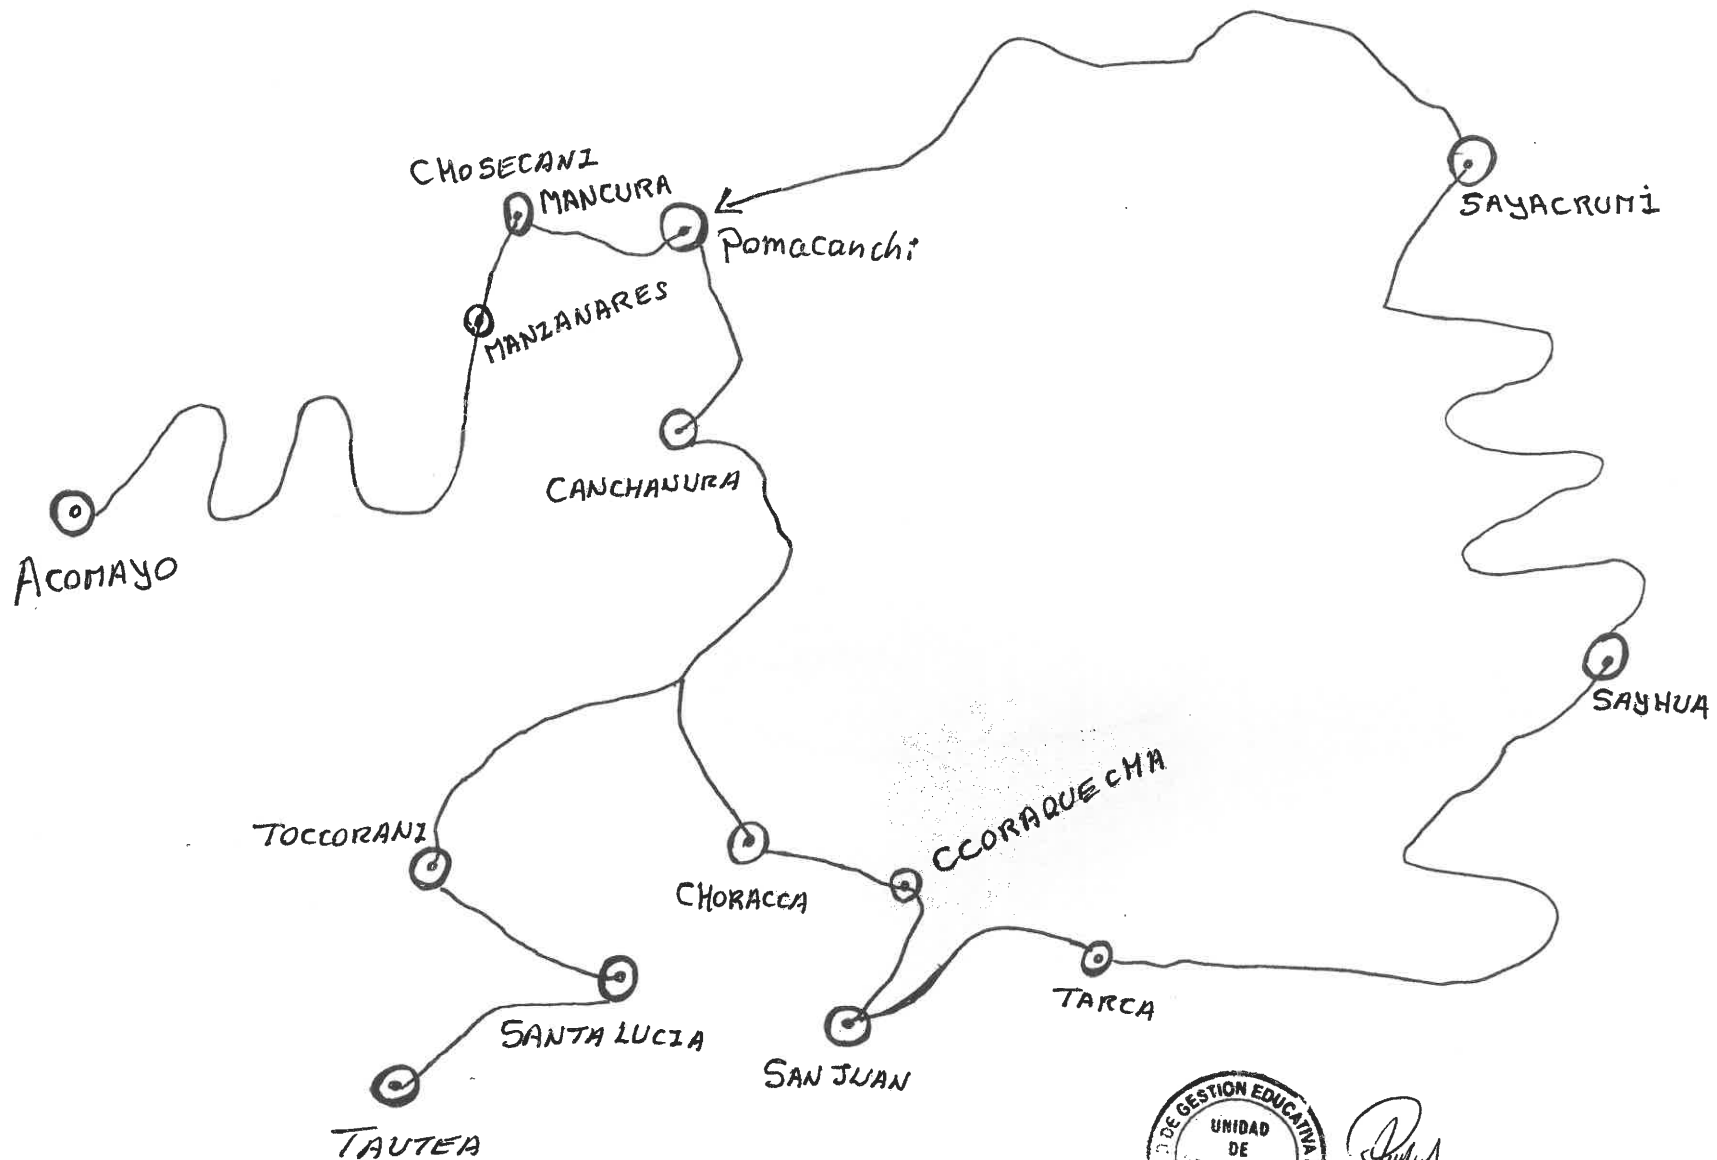 CHOSECANI
MANCURA
SAYACRUMI
Pomacanchi
MANZANARES
CANCHANURA
ACOMAYO
SAYHUA
CCORAQUECHA
TOCCORANI
CHORACCA
TARCA
SANTA LUCIA
SAN JUAN
TAUTEA
DE GESTION EDUCATIVA
UNIDAD
DE